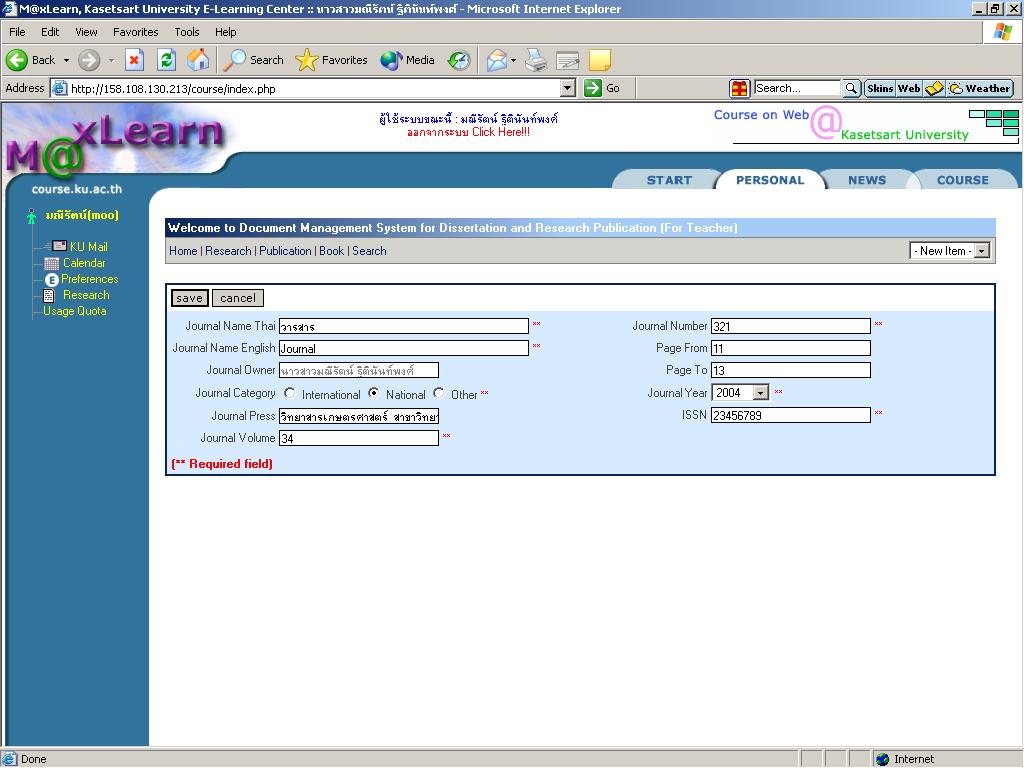 M@xLearn, Kasetsart University E-Learning Center :: นางสาวมณีรัตน์ ฐิตินันท์พงศ์ - Microsoft Internet Explorer
File Edit View Favorites Tools Help
Back Search Favorites Media
Address http://158.108.130.213/course/index.php Go Search... Skins Web Weather
M@xLearn
course.ku.ac.th
ผู้ใช้ระบบขณะนี้ : มณีรัตน์ ฐิตินันท์พงศ์
ออกจากระบบ Click Here!!!
Course on Web @
Kasetsart University
START PERSONAL NEWS COURSE
มณีรัตน์(moo)
KU Mail
Calendar
Preferences
Research
Usage Quota
Welcome to Document Management System for Dissertation and Research Publication (For Teacher)
Home | Research | Publication | Book | Search - New Item -
save cancel
Journal Name Thai วารสาร ** Journal Number 321 **
Journal Name English Journal ** Page From 11
Journal Owner นางสาวมณีรัตน์ ฐิตินันท์พงศ์ Page To 13
Journal Category International National Other ** Journal Year 2004 **
Journal Press วิทยาสารเกษตรศาสตร์ สาขาวิทยา ISSN 23456789 **
Journal Volume 34 **
(** Required field)
Done Internet